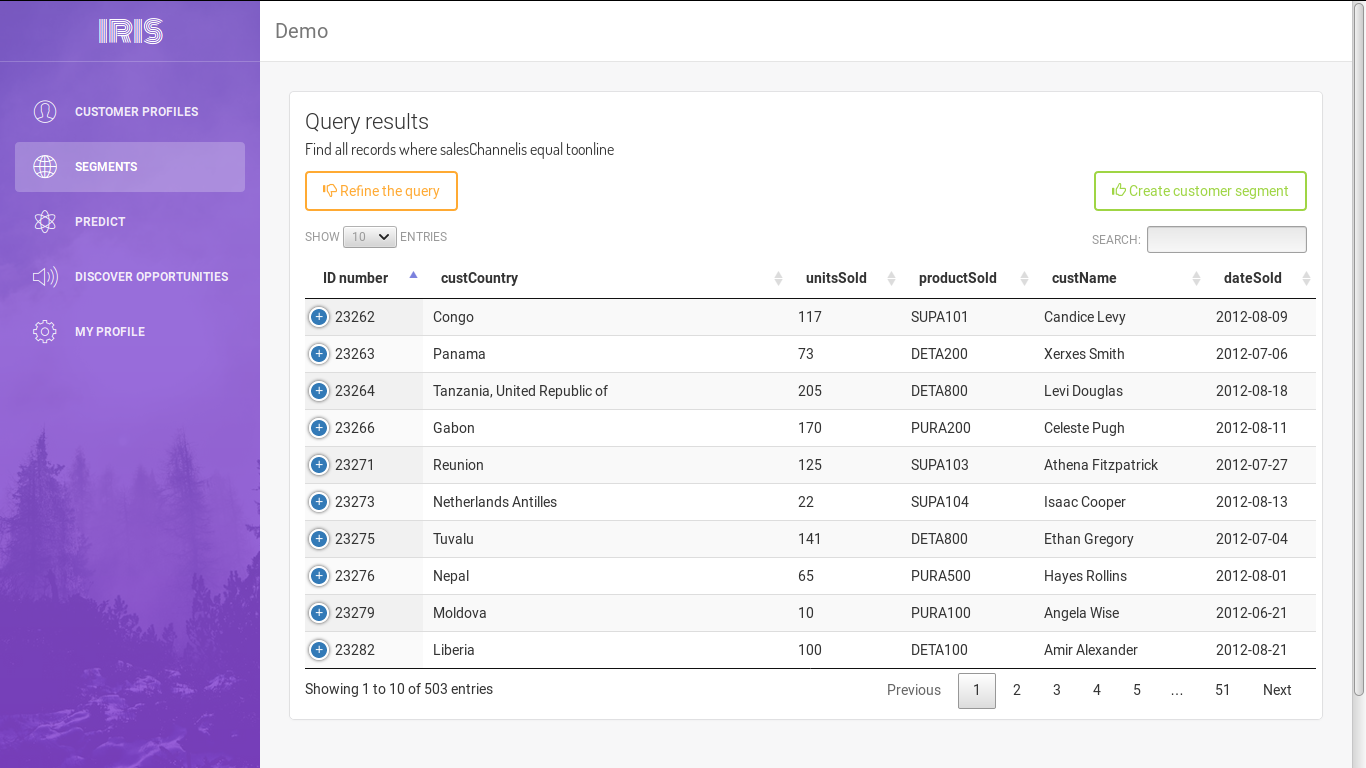 IRIS
Demo
CUSTOMER PROFILES
SEGMENTS
PREDICT
DISCOVER OPPORTUNITIES
MY PROFILE
Query results
Find all records where salesChannelis equal toonline
Refine the query
Create customer segment
SHOW 10 ENTRIES
SEARCH:
ID number custCountry unitsSold productSold custName dateSold
23262 Congo 117 SUPA101 Candice Levy 2012-08-09
23263 Panama 73 DETA200 Xerxes Smith 2012-07-06
23264 Tanzania, United Republic of 205 DETA800 Levi Douglas 2012-08-18
23266 Gabon 170 PURA200 Celeste Pugh 2012-08-11
23271 Reunion 125 SUPA103 Athena Fitzpatrick 2012-07-27
23273 Netherlands Antilles 22 SUPA104 Isaac Cooper 2012-08-13
23275 Tuvalu 141 DETA800 Ethan Gregory 2012-07-04
23276 Nepal 65 PURA500 Hayes Rollins 2012-08-01
23279 Moldova 10 PURA100 Angela Wise 2012-06-21
23282 Liberia 100 DETA100 Amir Alexander 2012-08-21
Showing 1 to 10 of 503 entries
Previous 1 2 3 4 5 … 51 Next